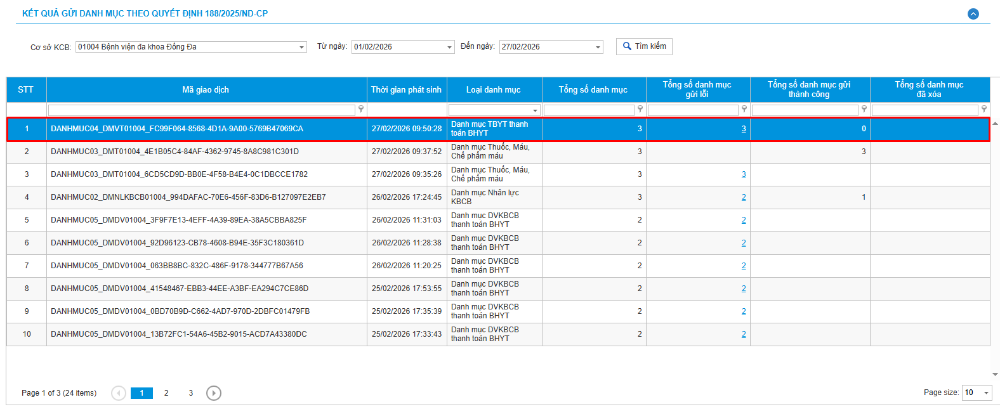 KẾT QUẢ GỬI DANH MỤC THEO QUYẾT ĐỊNH 188/2025/NĐ-CP
Cơ sở KCB: 01004 Bệnh viện đa khoa Đống Đa Từ ngày: 01/02/2026 Đến ngày: 27/02/2026 Tìm kiếm
STT Mã giao dịch Thời gian phát sinh Loại danh mục Tổng số danh mục Tổng số danh mục gửi lỗi Tổng số danh mục gửi thành công Tổng số danh mục đã xóa
1 DANHMUC04_DMVT01004_FC99F064-8568-4D1A-9A00-5769B47069CA 27/02/2026 09:50:28 Danh mục TBYT thanh toán BHYT 3 3 0
2 DANHMUC03_DMT01004_4E1B05C4-84AF-4362-9745-8A8C981C301D 27/02/2026 09:37:52 Danh mục Thuốc, Máu, Chế phẩm máu 3 3
3 DANHMUC03_DMT01004_6CD5CD9D-BB0E-4F58-B4E4-0C1DBCCE1782 27/02/2026 09:35:26 Danh mục Thuốc, Máu, Chế phẩm máu 3 3
4 DANHMUC02_DMNLKBCB01004_994DAFAC-70E6-456F-83D6-B127097E2EB7 26/02/2026 17:24:45 Danh mục Nhân lực KBCB 3 2 1
5 DANHMUC05_DMDV01004_3F9F7E13-4EFF-4A39-89EA-38A5CBBA825F 26/02/2026 11:31:03 Danh mục DVKBCB thanh toán BHYT 2 2
6 DANHMUC05_DMDV01004_92D96123-CB78-4608-B94E-35F3C180361D 26/02/2026 11:28:38 Danh mục DVKBCB thanh toán BHYT 2 2
7 DANHMUC05_DMDV01004_063BB8BC-832C-486F-9178-344777B67A56 26/02/2026 11:20:25 Danh mục DVKBCB thanh toán BHYT 2 2
8 DANHMUC05_DMDV01004_41548467-EBB3-44EE-A3BF-EA294C7CE86D 25/02/2026 17:53:55 Danh mục DVKBCB thanh toán BHYT 2 2
9 DANHMUC05_DMDV01004_0BD70B9D-C662-4AD7-970D-2DBFC01479FB 25/02/2026 17:35:39 Danh mục DVKBCB thanh toán BHYT 2 2
10 DANHMUC05_DMDV01004_13B72FC1-54A6-45B2-9015-ACD7A43380DC 25/02/2026 17:33:43 Danh mục DVKBCB thanh toán BHYT 2 2
Page 1 of 3 (24 items) 1 2 3 Page size: 10